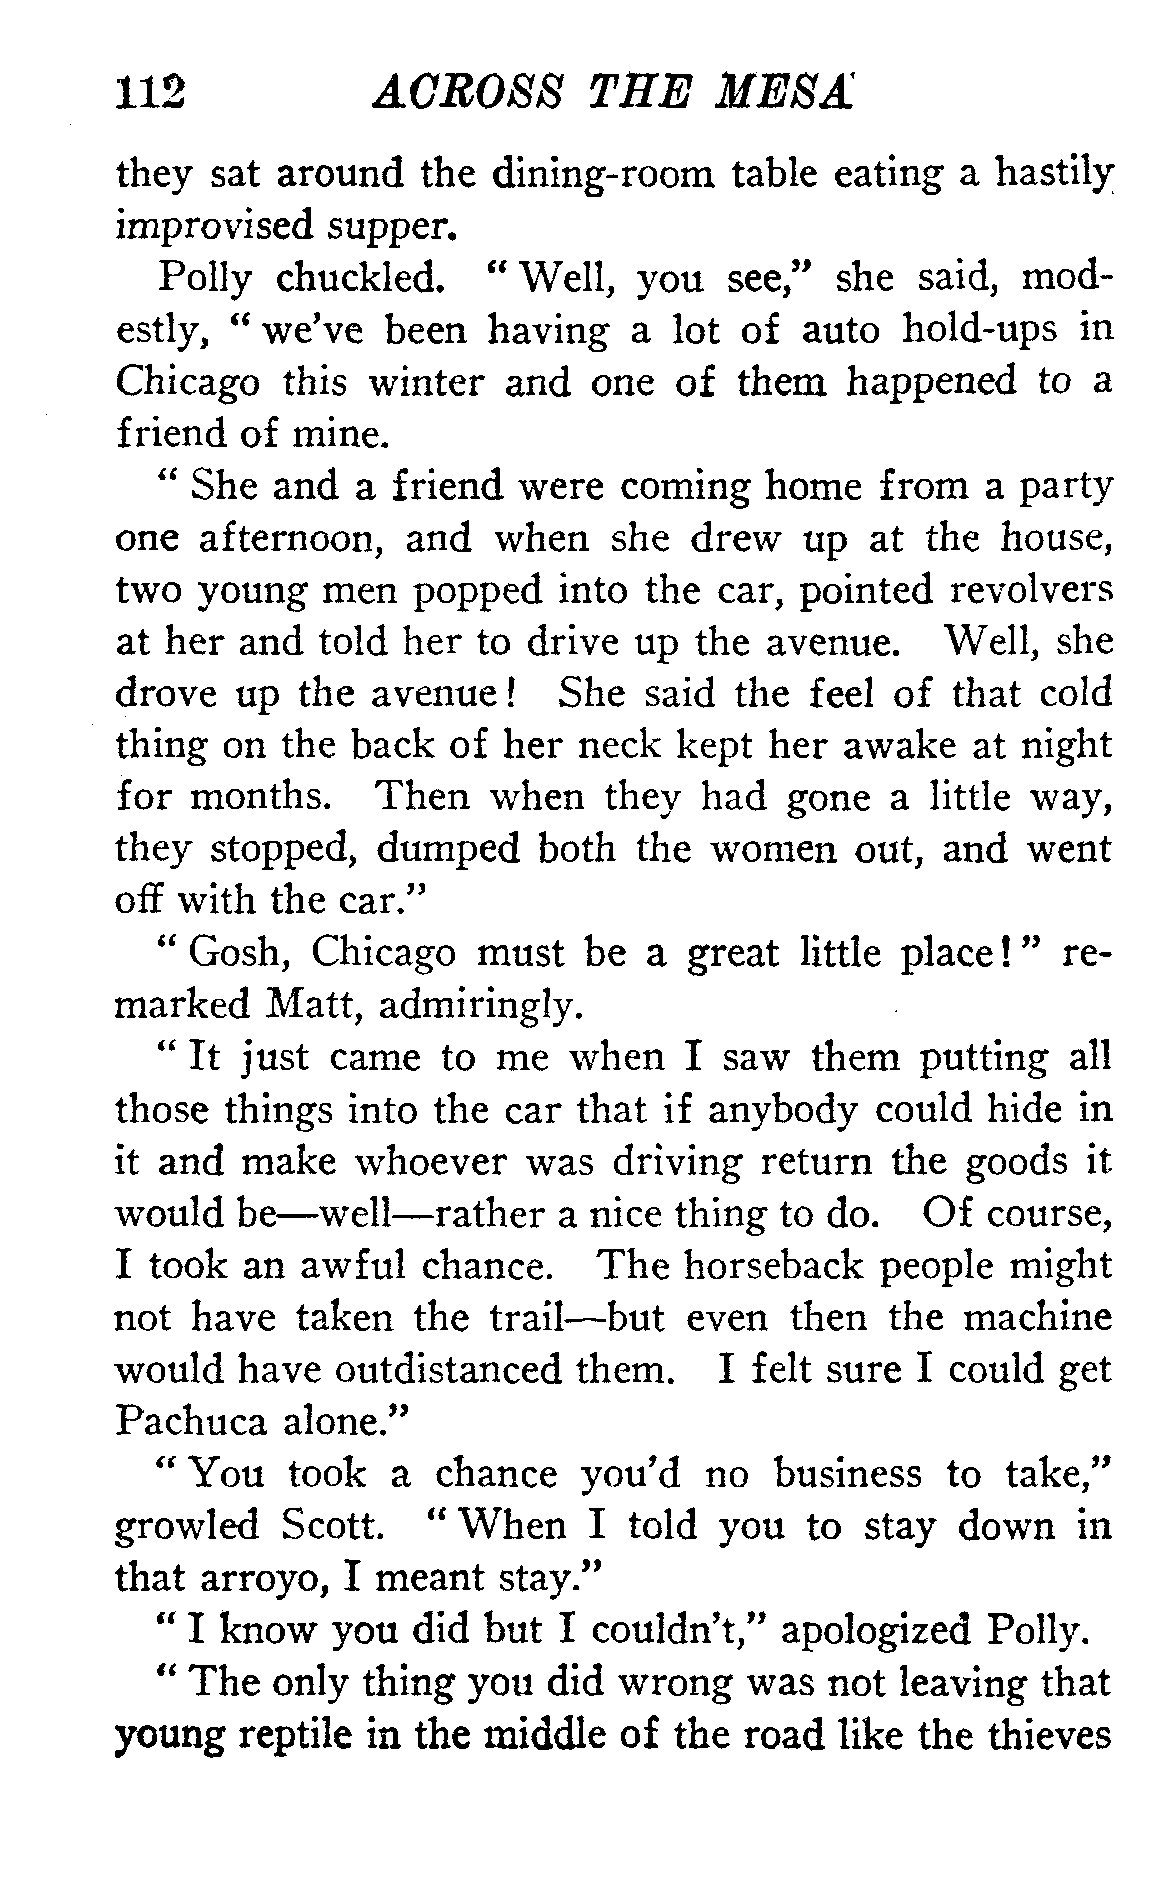 112 ACROSS THE MESA
they sat around the dining-room table eating a hastily
improvised supper.
Polly chuckled. “ Well, you see,” she said, mod-
estly, “ we’ve been having a lot of auto hold-ups in
Chicago this winter and one of them happened to a
friend of mine.
“ She and a friend were coming home from a party
one afternoon, and when she drew up at the house,
two young men popped into the car, pointed revolvers
at her and told her to drive up the avenue. Well, she
drove up the avenue! She said the feel of that cold
thing on the back of her neck kept her awake at night
for months. Then when they had gone a little way,
they stopped, dumped both the women out, and went
off with the car.”
“ Gosh, Chicago must be a great little place! ” re-
marked Matt, admiringly.
“ It just came to me when I saw them putting all
those things into the car that if anybody could hide in
it and make whoever was driving return the goods it
would be—well—rather a nice thing to do. Of course,
I took an awful chance. The horseback people might
not have taken the trail—but even then the machine
would have outdistanced them. I felt sure I could get
Pachuca alone.”
“ You took a chance you’d no business to take,”
growled Scott. “ When I told you to stay down in
that arroyo, I meant stay.”
“ I know you did but I couldn’t,” apologized Polly.
“ The only thing you did wrong was not leaving that
young reptile in the middle of the road like the thieves